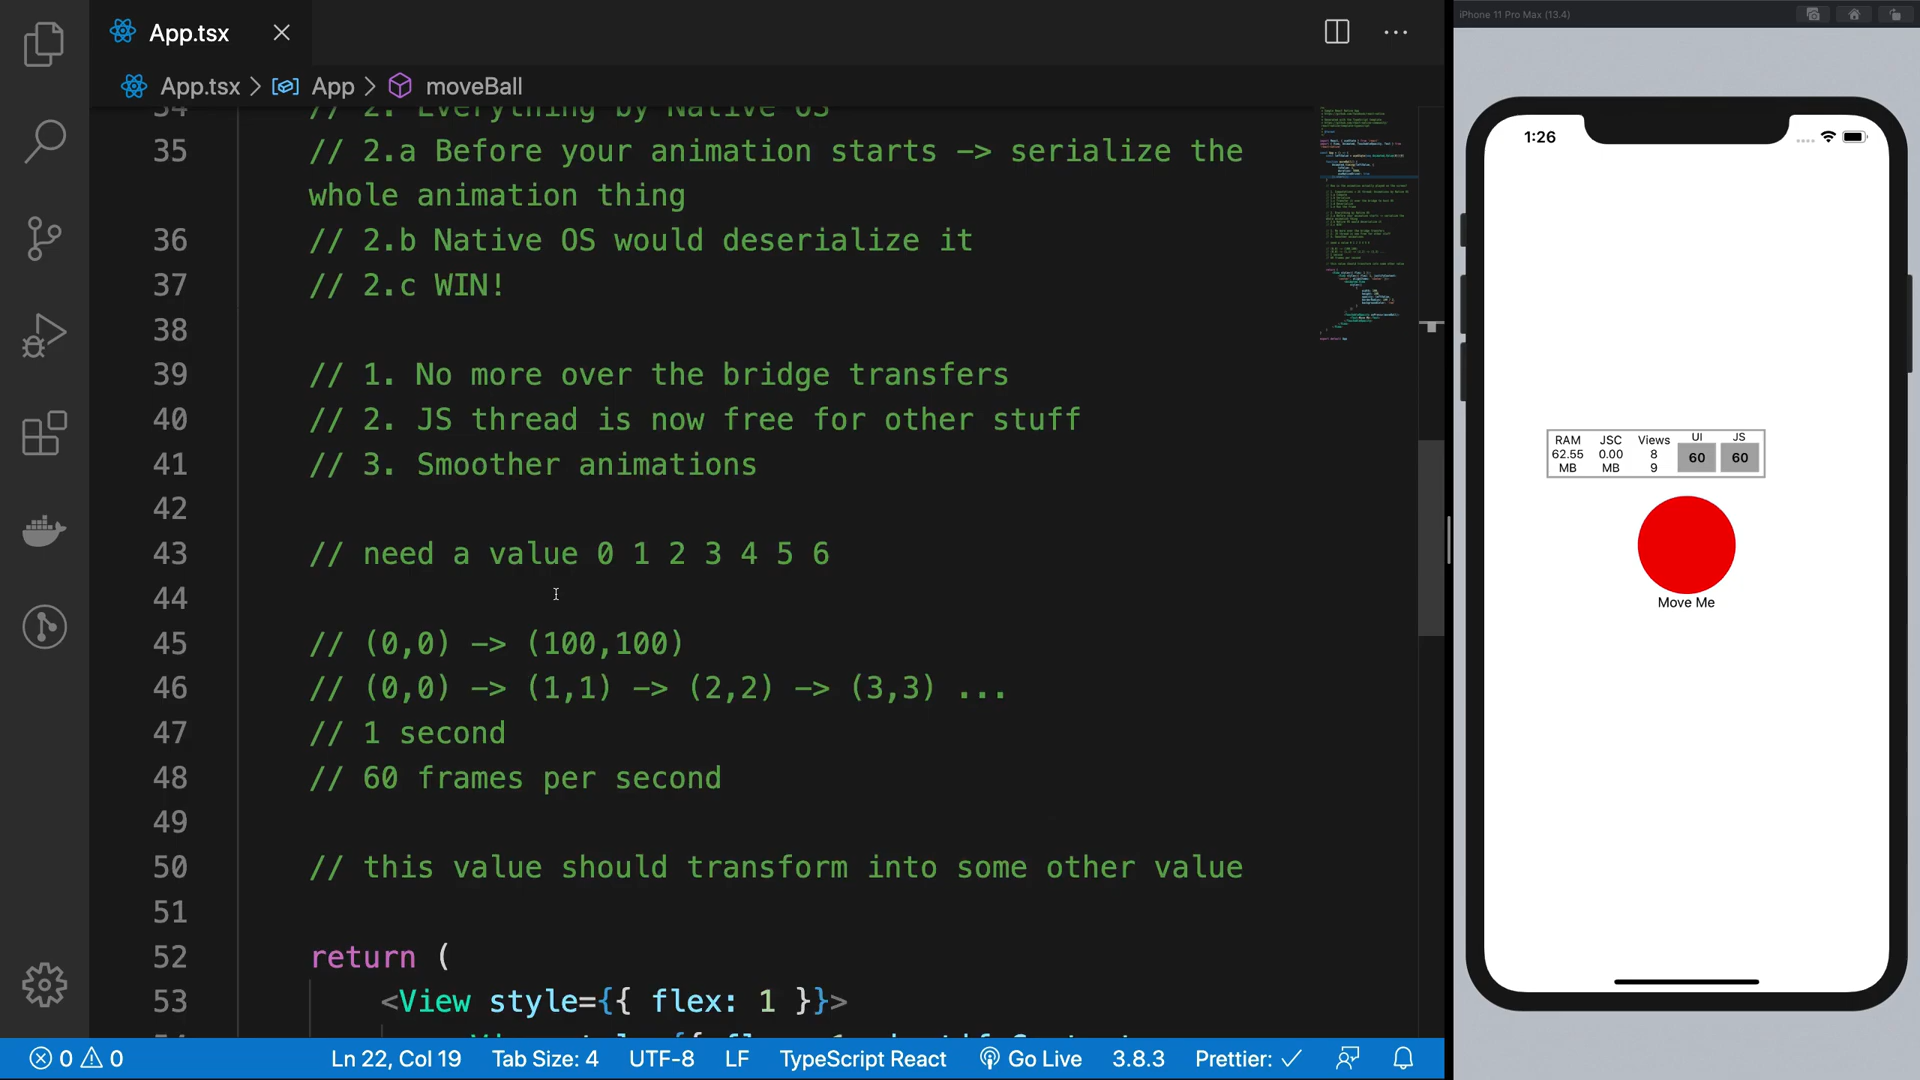 App.tsx
App.tsx > App > moveBall
34 // 2. Everything by Native OS
35 // 2.a Before your animation starts -> serialize the
whole animation thing
36 // 2.b Native OS would deserialize it
37 // 2.c WIN!
38
39 // 1. No more over the bridge transfers
40 // 2. JS thread is now free for other stuff
41 // 3. Smoother animations
42
43 // need a value 0 1 2 3 4 5 6
44
45 // (0,0) -> (100,100)
46 // (0,0) -> (1,1) -> (2,2) -> (3,3) ...
47 // 1 second
48 // 60 frames per second
49
50 // this value should transform into some other value
51
52 return (
53 <View style={{ flex: 1 }}>
0 0 Ln 22, Col 19 Tab Size: 4 UTF-8 LF TypeScript React Go Live 3.8.3 Prettier: ✓
iPhone 11 Pro Max (13.4)
1:26
RAM JSC Views UI JS
62.55 0.00 8 60 60
MB MB 9
Move Me